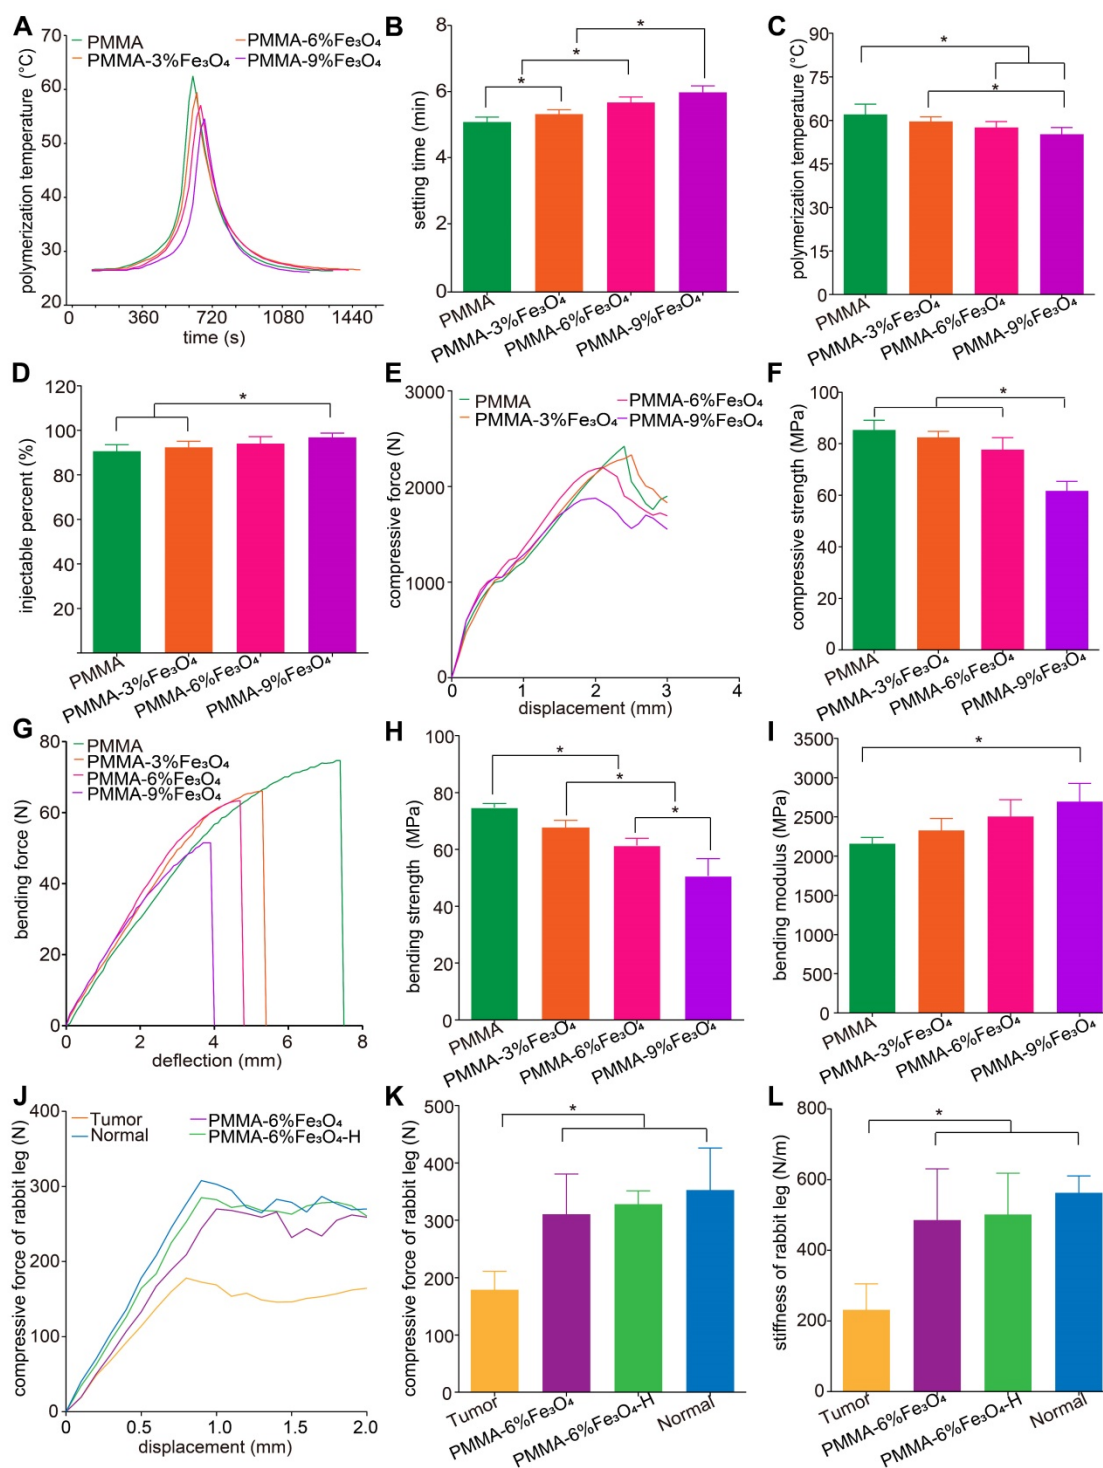 A
PMMA
PMMA-3%Fe₃O₄
PMMA-6%Fe₃O₄
PMMA-9%Fe₃O₄
polymerization temperature (°C)
70
60
50
40
30
20
0
360
720
1080
1440
time (s)
B
*
*
*
setting time (min)
8
6
4
2
0
PMMA
PMMA-3%Fe₃O₄
PMMA-6%Fe₃O₄
PMMA-9%Fe₃O₄
C
*
*
polymerization temperature (°C)
90
75
60
45
30
15
0
PMMA
PMMA-3%Fe₃O₄
PMMA-6%Fe₃O₄
PMMA-9%Fe₃O₄
D
*
injectable percent (%)
120
100
80
60
40
20
PMMA
PMMA-3%Fe₃O₄
PMMA-6%Fe₃O₄
PMMA-9%Fe₃O₄
E
PMMA
PMMA-3%Fe₃O₄
PMMA-6%Fe₃O₄
PMMA-9%Fe₃O₄
compressive force (N)
3000
2000
1000
0
0
1
2
3
4
displacement (mm)
F
*
compressive strength (MPa)
100
80
60
40
20
0
PMMA
PMMA-3%Fe₃O₄
PMMA-6%Fe₃O₄
PMMA-9%Fe₃O₄
G
PMMA
PMMA-3%Fe₃O₄
PMMA-6%Fe₃O₄
PMMA-9%Fe₃O₄
bending force (N)
80
60
40
20
0
0
2
4
6
8
deflection (mm)
H
*
*
*
bending strength (MPa)
100
80
60
40
20
0
PMMA
PMMA-3%Fe₃O₄
PMMA-6%Fe₃O₄
PMMA-9%Fe₃O₄
I
*
bending modulus (MPa)
3500
3000
2500
2000
1500
1000
500
0
PMMA
PMMA-3%Fe₃O₄
PMMA-6%Fe₃O₄
PMMA-9%Fe₃O₄
J
Tumor
Normal
PMMA-6%Fe₃O₄
PMMA-6%Fe₃O₄-H
compressive force of rabbit leg (N)
400
300
200
100
0
0
0.5
1.0
1.5
2.0
displacement (mm)
K
*
compressive force of rabbit leg (N)
500
400
300
200
100
0
Tumor
PMMA-6%Fe₃O₄
PMMA-6%Fe₃O₄-H
Normal
L
*
stiffness of rabbit leg (N/m)
800
600
400
200
0
Tumor
PMMA-6%Fe₃O₄
PMMA-6%Fe₃O₄-H
Normal